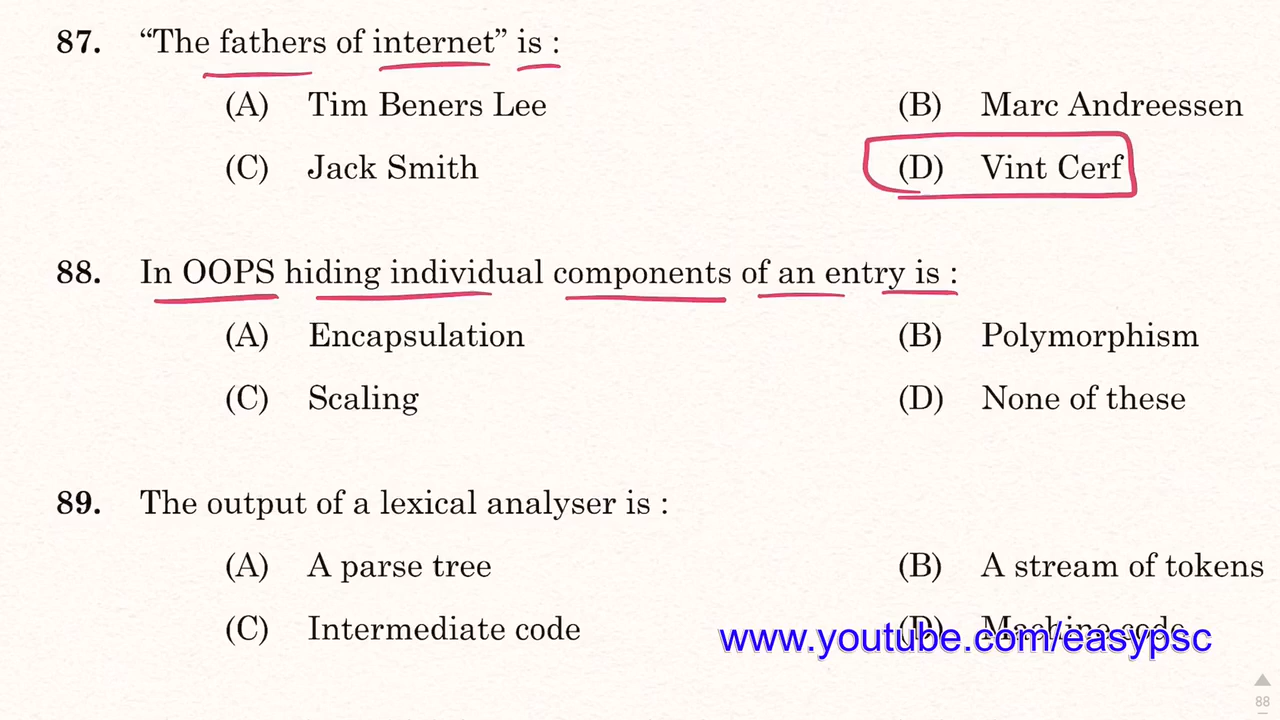 87. “The fathers of internet” is :
(A) Tim Beners Lee (B) Marc Andreessen
(C) Jack Smith (D) Vint Cerf
88. In OOPS hiding individual components of an entry is :
(A) Encapsulation (B) Polymorphism
(C) Scaling (D) None of these
89. The output of a lexical analyser is :
(A) A parse tree (B) A stream of tokens
(C) Intermediate code (D) Machine code
www.youtube.com/easypsc
88